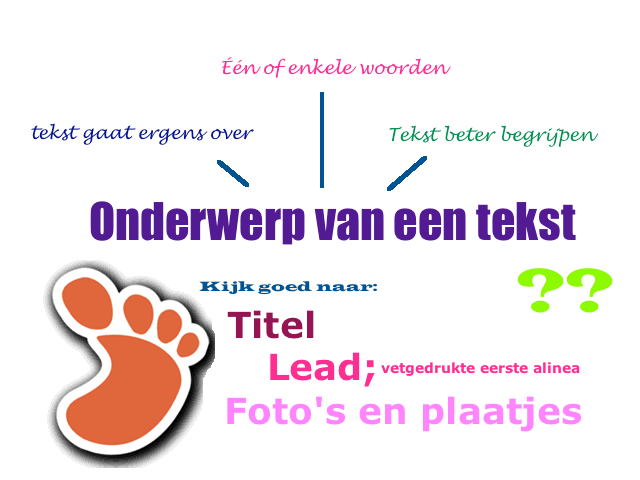 Één of enkele woorden
tekst gaat ergens over
Tekst beter begrijpen
Onderwerp van een tekst
Kijk goed naar:
??
Titel
Lead; vetgedrukte eerste alinea
Foto's en plaatjes